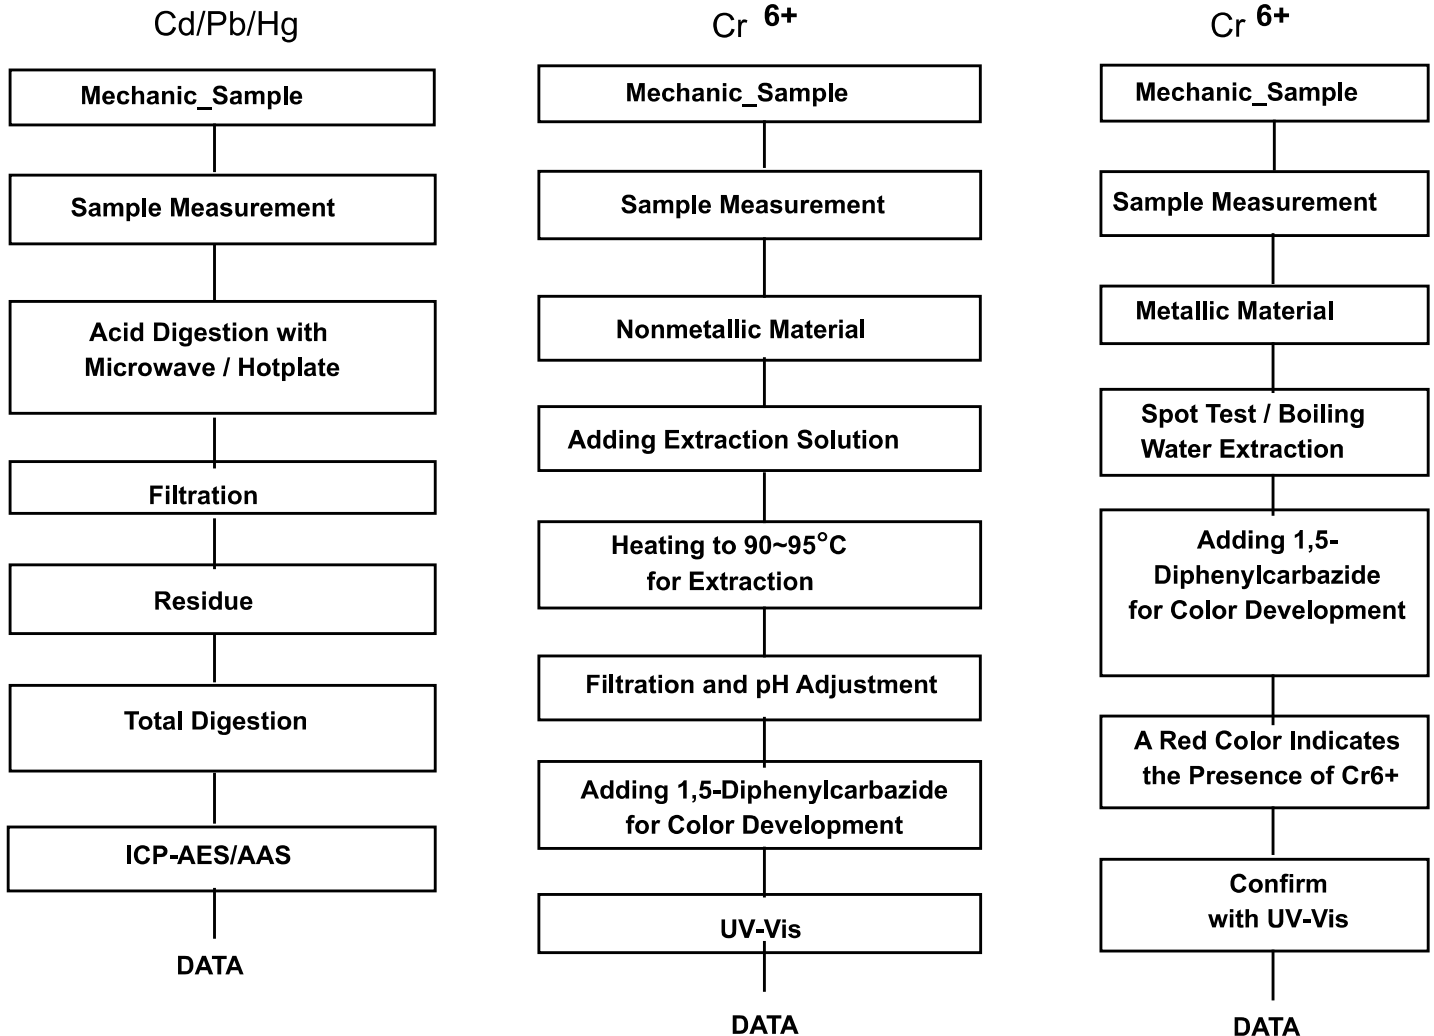 Cd/Pb/Hg
Mechanic_Sample
Sample Measurement
Acid Digestion with
Microwave / Hotplate
Filtration
Residue
Total Digestion
ICP-AES/AAS
DATA
Cr 6+
Mechanic_Sample
Sample Measurement
Nonmetallic Material
Adding Extraction Solution
Heating to 90~95°C
for Extraction
Filtration and pH Adjustment
Adding 1,5-Diphenylcarbazide
for Color Development
UV-Vis
DATA
Cr 6+
Mechanic_Sample
Sample Measurement
Metallic Material
Spot Test / Boiling
Water Extraction
Adding 1,5-
Diphenylcarbazide
for Color Development
A Red Color Indicates
the Presence of Cr6+
Confirm
with UV-Vis
DATA